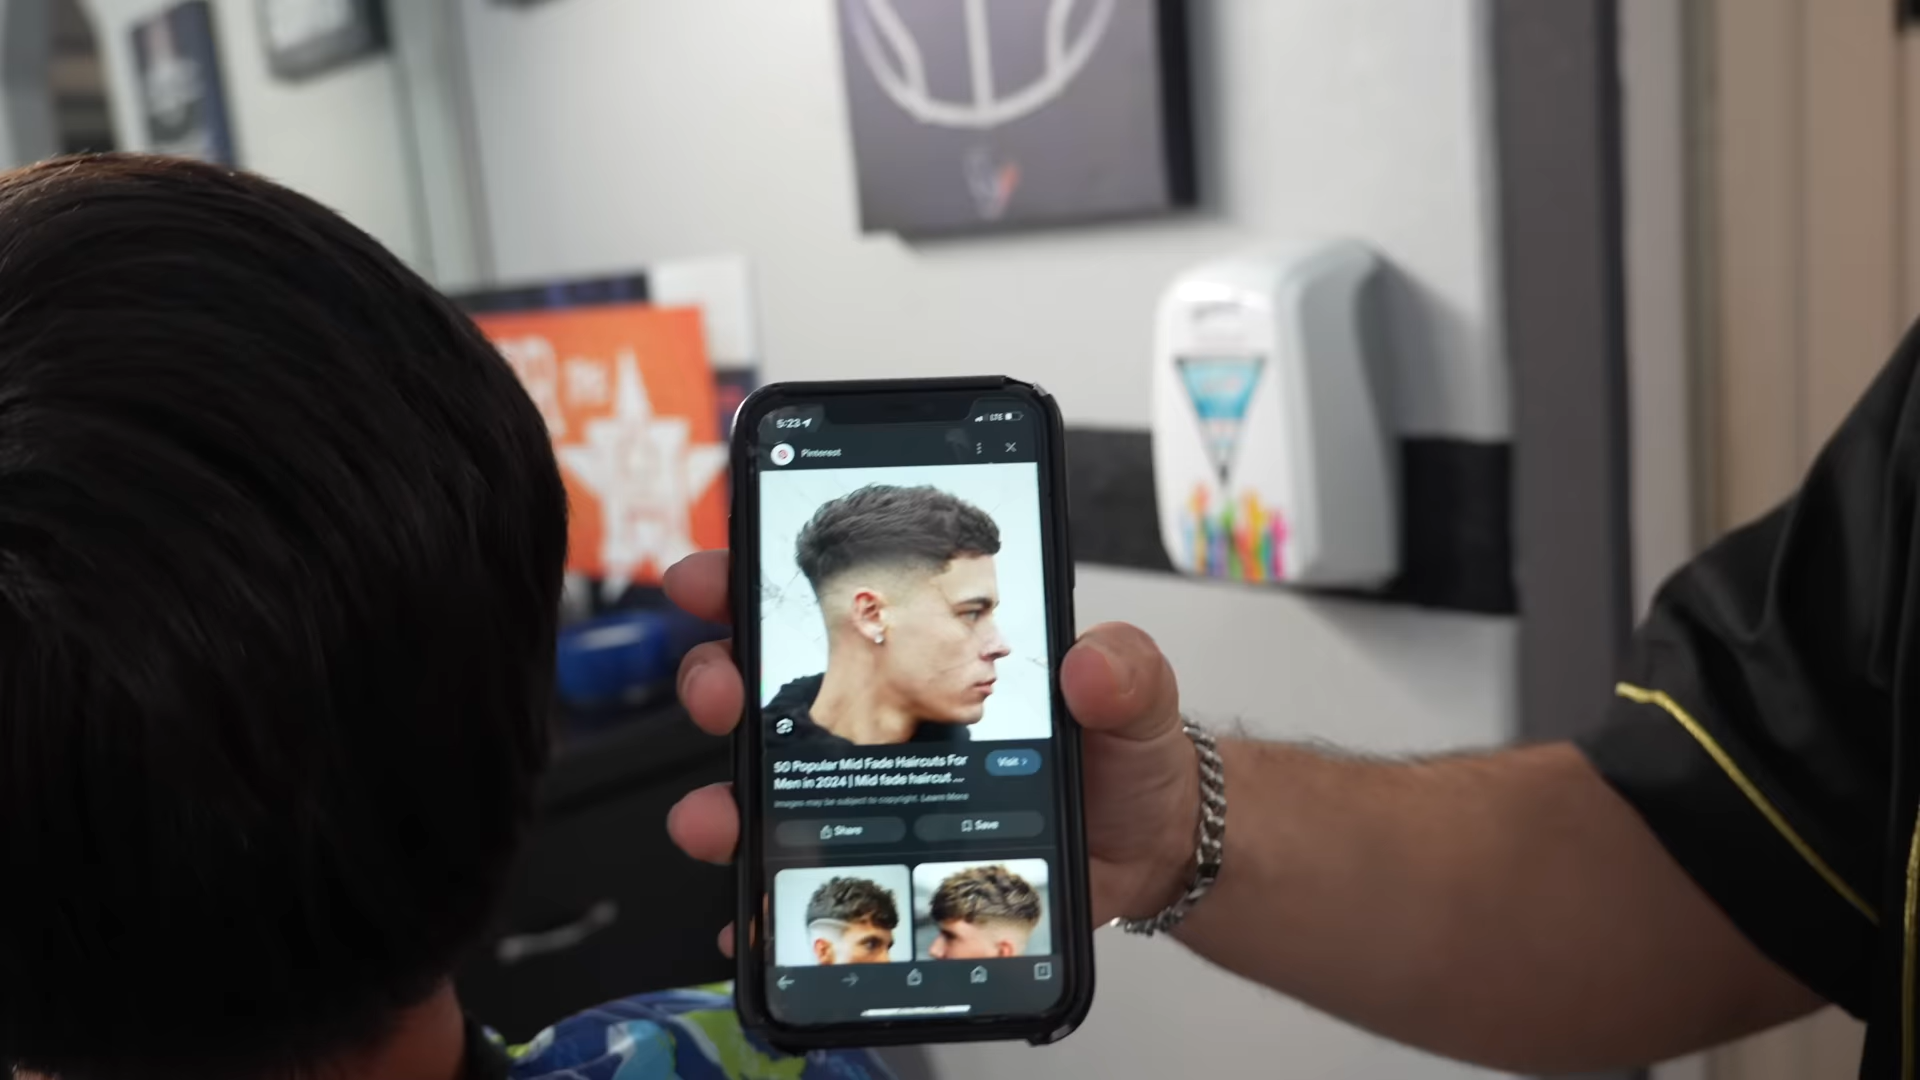 5:23
LTE
Pinterest
50 Popular Mid Fade Haircuts For
Men in 2024 | Mid fade haircut ...
Visit >
Images may be subject to copyright. Learn More
Share
Save